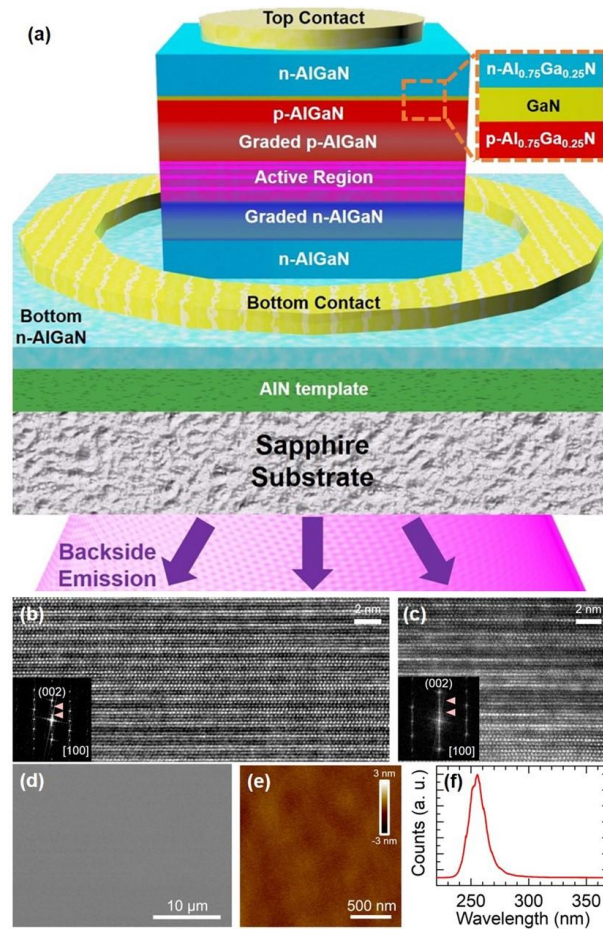 (a)
Top Contact
n-AlGaN
n-Al0.75Ga0.25N
GaN
p-Al0.75Ga0.25N
p-AlGaN
Graded p-AlGaN
Active Region
Graded n-AlGaN
n-AlGaN
Bottom Contact
Bottom
n-AlGaN
AlN template
Sapphire
Substrate
Backside
Emission
(b)
2 nm
(002)
[100]
(c)
2 nm
(002)
[100]
(d)
10 µm
(e)
3 nm
-3 nm
500 nm
(f)
Counts (a. u.)
250 300 350
Wavelength (nm)